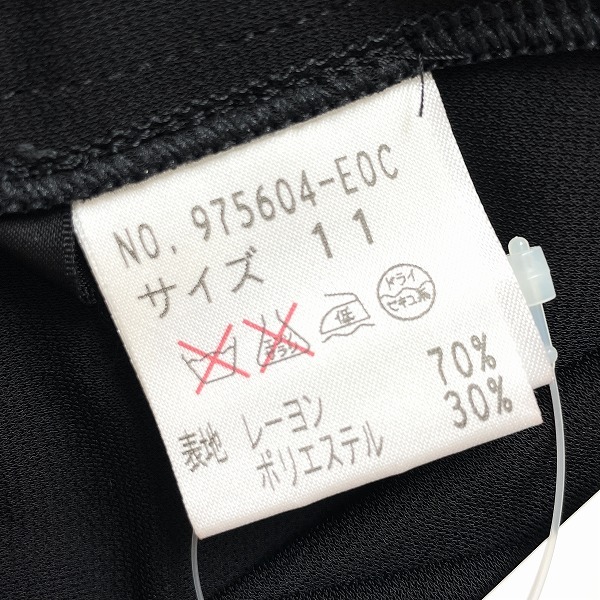 NO. 975604-E0C
サイズ 11
低 ドライ
セキユ系
表地 レーヨン 70%
ポリエステル 30%